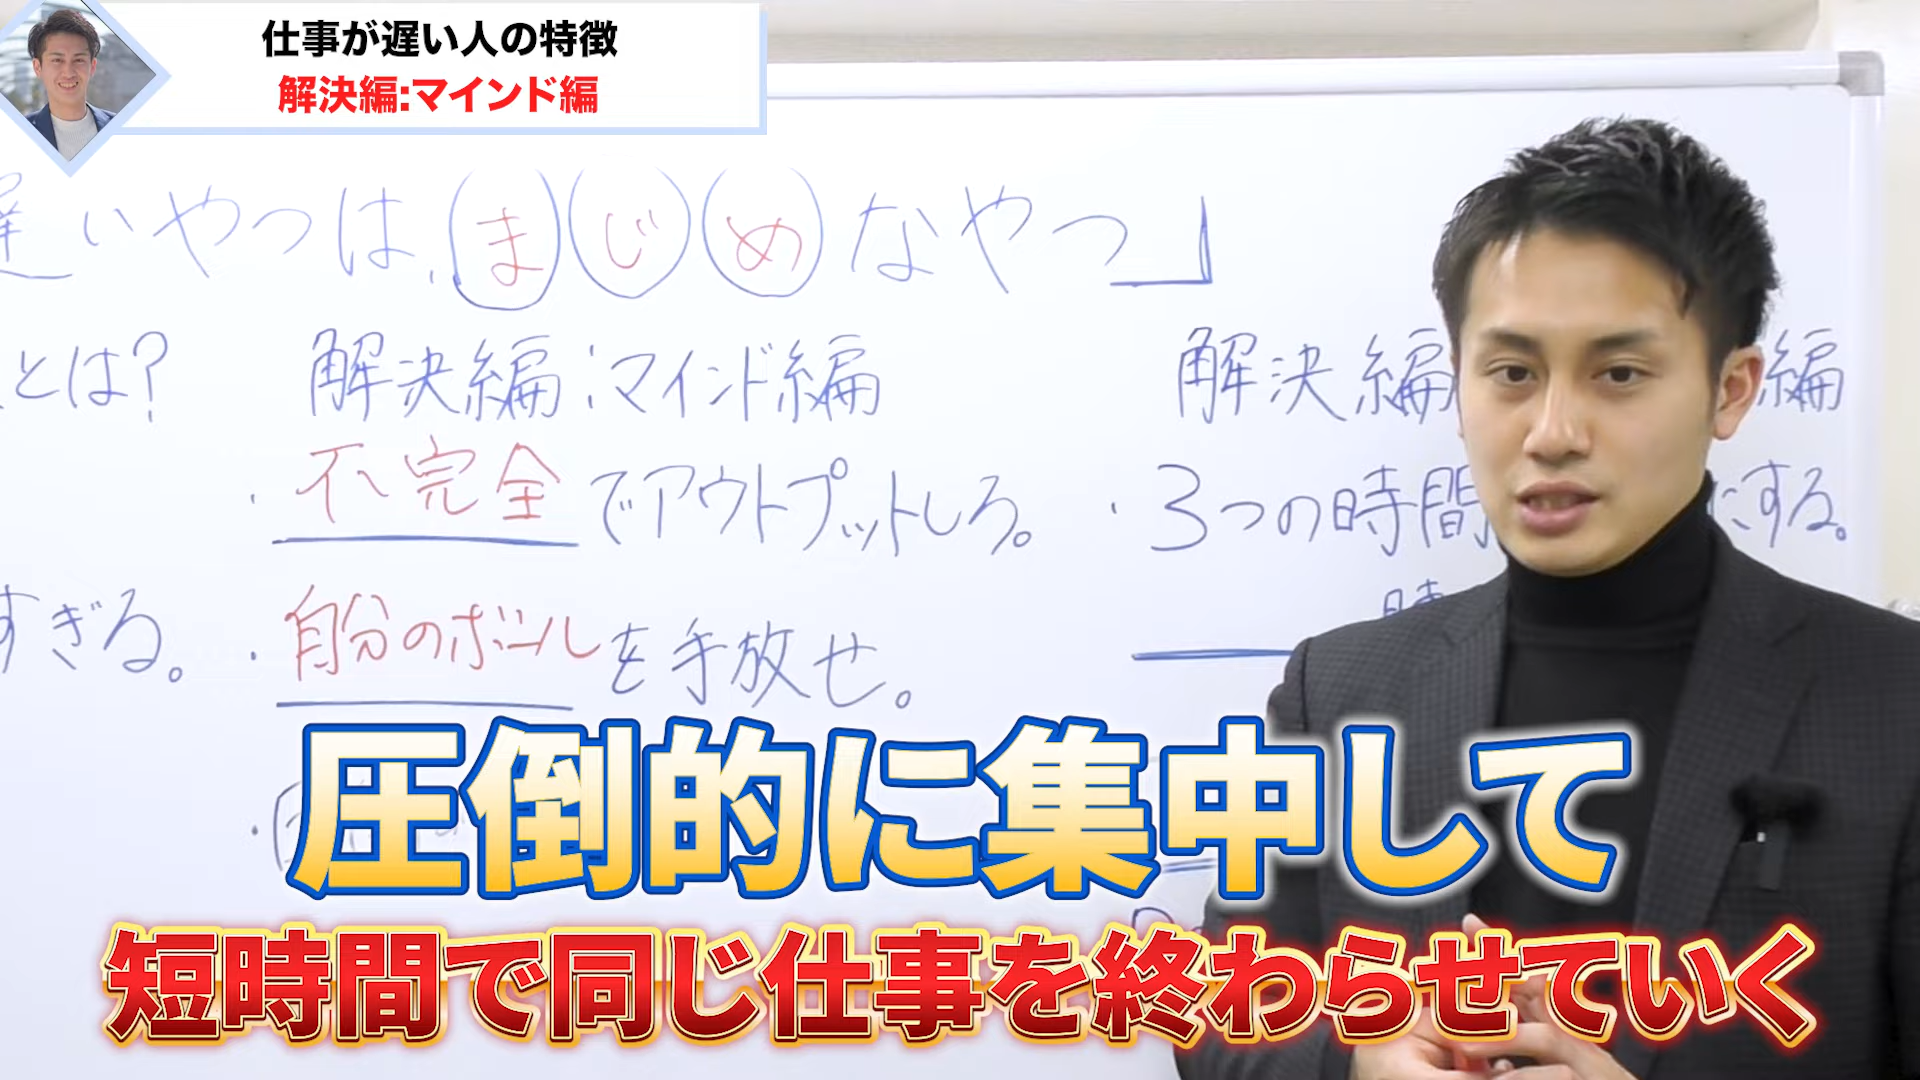 仕事が遅い人の特徴
解決編:マインド編
遅いやつは、まじめなやつ」
とは?
解決編:マインド編
解決編
編
・不完全でアウトプットしろ。
・3つの時間
にする。
すぎる。
・自分のボールを手放せ。
圧倒的に集中して
短時間で同じ仕事を終わらせていく